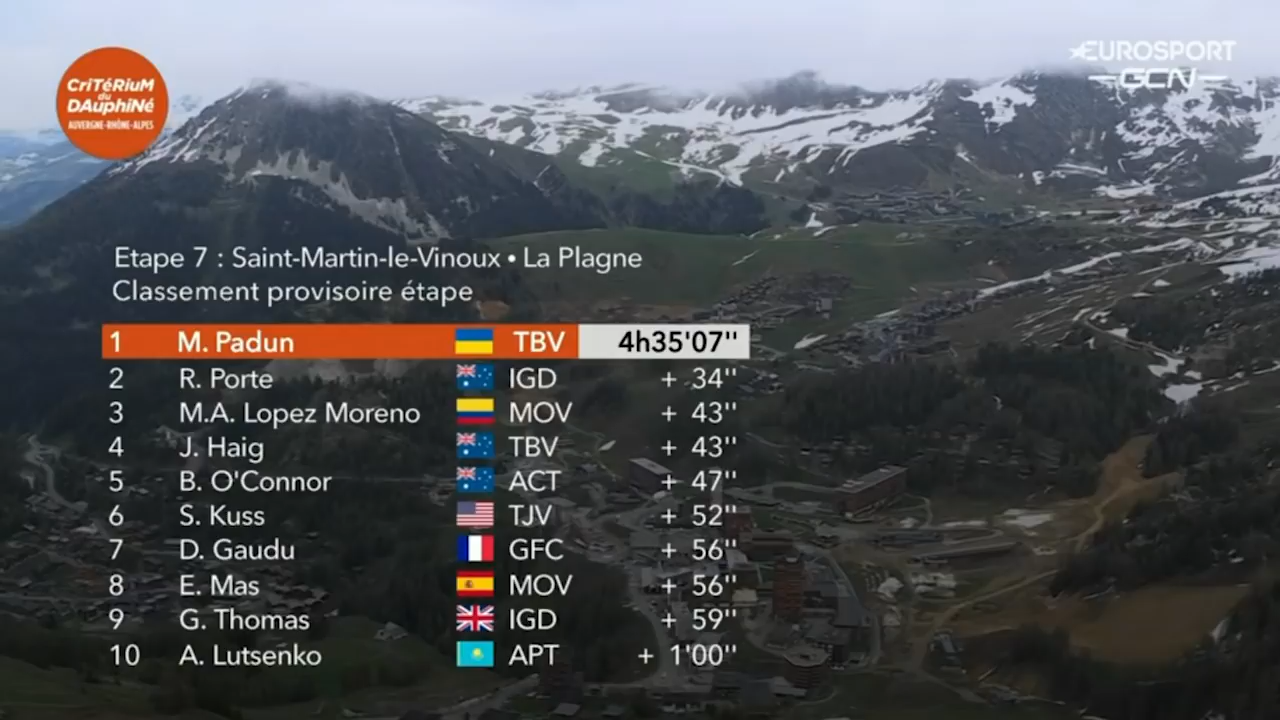 CriTéRiuM
du
DAuphiNé
AUVERGNE-RHÔNE-ALPES
EUROSPORT
GCN
Etape 7 : Saint-Martin-le-Vinoux • La Plagne
Classement provisoire étape
1 M. Padun TBV 4h35'07''
2 R. Porte IGD + 34''
3 M.A. Lopez Moreno MOV + 43''
4 J. Haig TBV + 43''
5 B. O'Connor ACT + 47''
6 S. Kuss TJV + 52''
7 D. Gaudu GFC + 56''
8 E. Mas MOV + 56''
9 G. Thomas IGD + 59''
10 A. Lutsenko APT + 1'00''